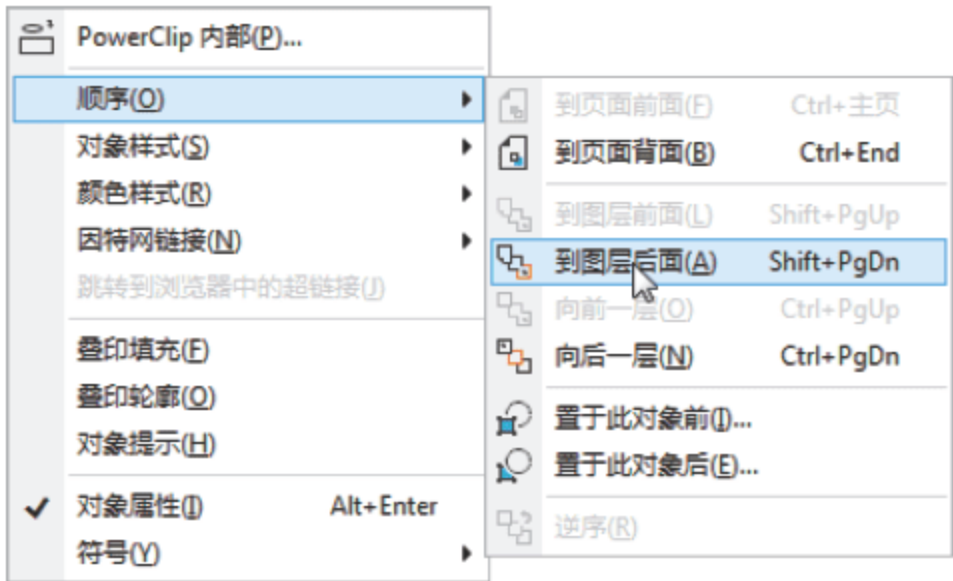 PowerClip 内部(P)...
顺序(O)
对象样式(S)
颜色样式(R)
因特网链接(N)
跳转到浏览器中的超链接(J)
叠印填充(F)
叠印轮廓(O)
对象提示(H)
对象属性(I) Alt+Enter
符号(Y)
到页面前面(F) Ctrl+主页
到页面背面(B) Ctrl+End
到图层前面(L) Shift+PgUp
到图层后面(A) Shift+PgDn
向前一层(O) Ctrl+PgUp
向后一层(N) Ctrl+PgDn
置于此对象前(I)...
置于此对象后(E)...
逆序(R)